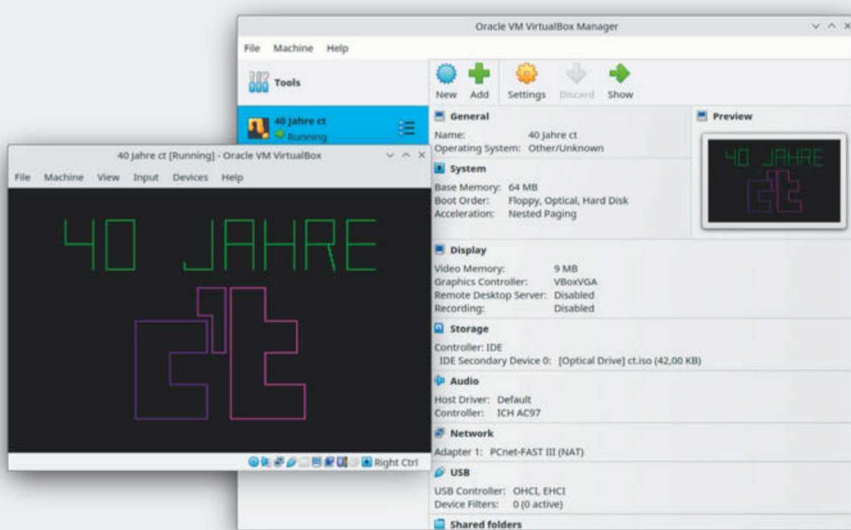 Oracle VM VirtualBox Manager
File Machine Help
Tools
New Add Settings Discard Show
40 Jahre ct
Running
General
Name: 40 Jahre ct
Operating System: Other/Unknown
System
Base Memory: 64 MB
Boot Order: Floppy, Optical, Hard Disk
Acceleration: Nested Paging
Display
Video Memory: 9 MB
Graphics Controller: VBoxVGA
Remote Desktop Server: Disabled
Recording: Disabled
Storage
Controller: IDE
IDE Secondary Device 0: [Optical Drive] ct.iso (42,00 KB)
Audio
Host Driver: Default
Controller: ICH AC97
Network
Adapter 1: PCnet-FAST III (NAT)
USB
USB Controller: OHCI, EHCI
Device Filters: 0 (0 active)
Shared folders
Preview
40 JAHRE
c't
40 Jahre ct [Running] - Oracle VM VirtualBox
File Machine View Input Devices Help
40 JAHRE
c't
Right Ctrl